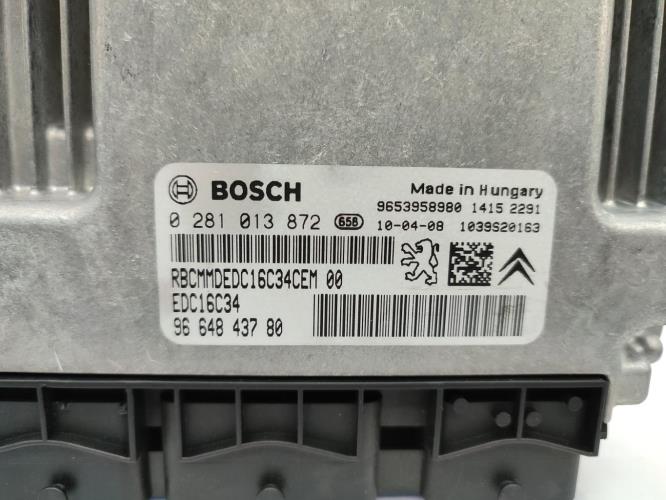 BOSCH
Made in Hungary
9653958980 1415 2291
0 281 013 872 658 10-04-08 1039S20163
RBCMMDEDC16C34CEM 00
EDC16C34
96 648 437 80